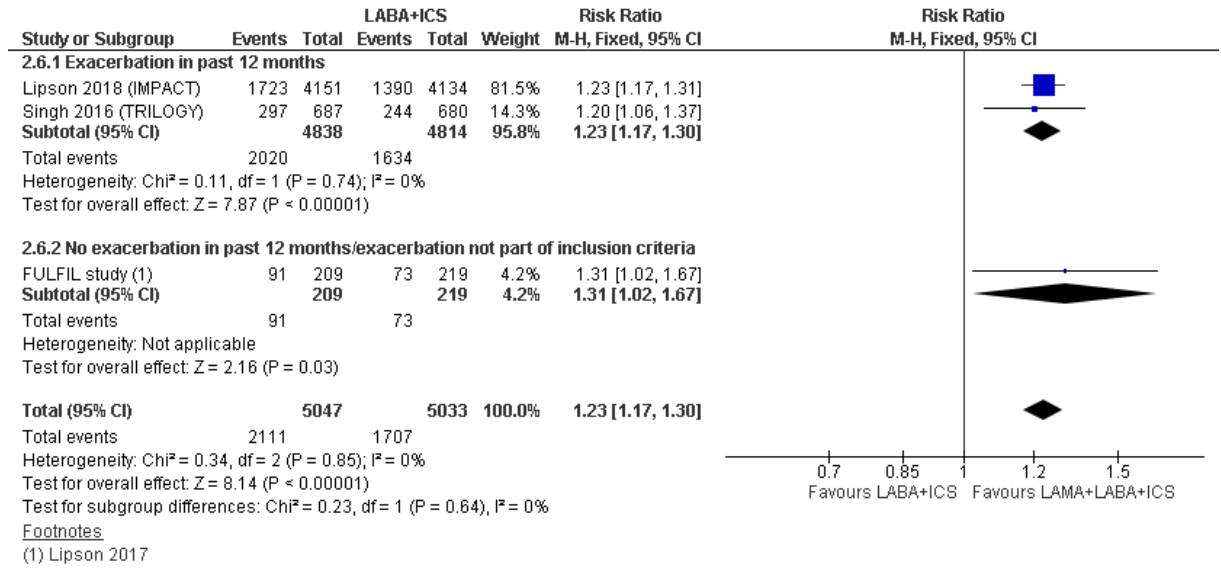 LABA+ICS Risk Ratio Risk Ratio
Study or Subgroup Events Total Events Total Weight M-H, Fixed, 95% CI M-H, Fixed, 95% CI
2.6.1 Exacerbation in past 12 months
Lipson 2018 (IMPACT) 1723 4151 1390 4134 81.5% 1.23 [1.17, 1.31]
Singh 2016 (TRILOGY) 297 687 244 680 14.3% 1.20 [1.06, 1.37]
Subtotal (95% CI) 4838 4814 95.8% 1.23 [1.17, 1.30]
Total events 2020 1634
Heterogeneity: Chi² = 0.11, df = 1 (P = 0.74); I² = 0%
Test for overall effect: Z = 7.87 (P < 0.00001)
2.6.2 No exacerbation in past 12 months/exacerbation not part of inclusion criteria
FULFIL study (1) 91 209 73 219 4.2% 1.31 [1.02, 1.67]
Subtotal (95% CI) 209 219 4.2% 1.31 [1.02, 1.67]
Total events 91 73
Heterogeneity: Not applicable
Test for overall effect: Z = 2.16 (P = 0.03)
Total (95% CI) 5047 5033 100.0% 1.23 [1.17, 1.30]
Total events 2111 1707
Heterogeneity: Chi² = 0.34, df = 2 (P = 0.85); I² = 0%
Test for overall effect: Z = 8.14 (P < 0.00001)
Test for subgroup differences: Chi² = 0.23, df = 1 (P = 0.64), I² = 0%
0.7 0.85 1 1.2 1.5
Favours LABA+ICS Favours LAMA+LABA+ICS
Footnotes
(1) Lipson 2017